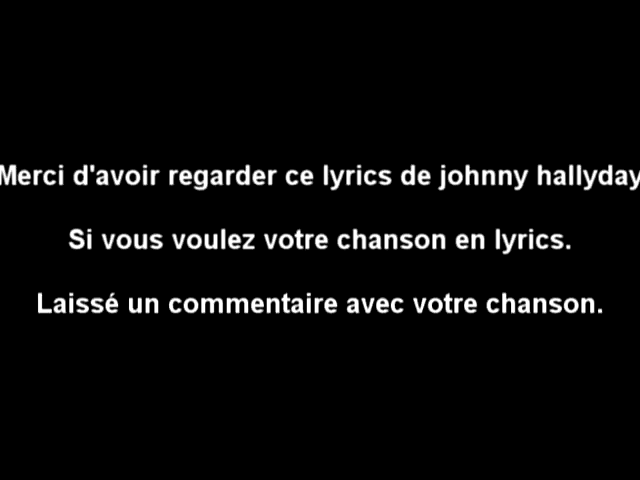 Merci d'avoir regarder ce lyrics de johnny hallyday
Si vous voulez votre chanson en lyrics.
Laissé un commentaire avec votre chanson.